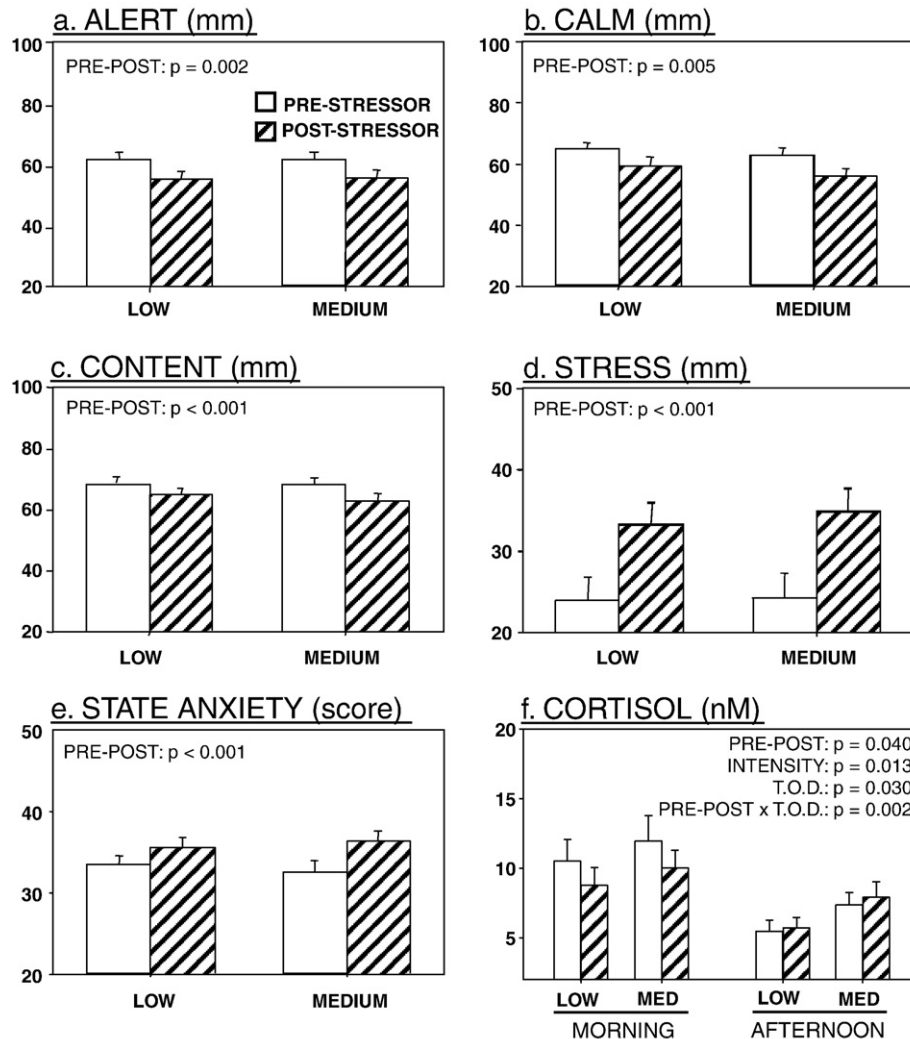 a. ALERT (mm)
100
80
60
40
20
PRE-POST: p = 0.002
PRE-STRESSOR
POST-STRESSOR
LOW MEDIUM
b. CALM (mm)
100
80
60
40
20
PRE-POST: p = 0.005
LOW MEDIUM
c. CONTENT (mm)
100
80
60
40
20
PRE-POST: p < 0.001
LOW MEDIUM
d. STRESS (mm)
50
40
30
20
PRE-POST: p < 0.001
LOW MEDIUM
e. STATE ANXIETY (score)
50
40
30
20
PRE-POST: p < 0.001
LOW MEDIUM
f. CORTISOL (nM)
20
15
10
5
PRE-POST: p = 0.040
INTENSITY: p = 0.013
T.O.D.: p = 0.030
PRE-POST x T.O.D.: p = 0.002
LOW MED LOW MED
MORNING AFTERNOON